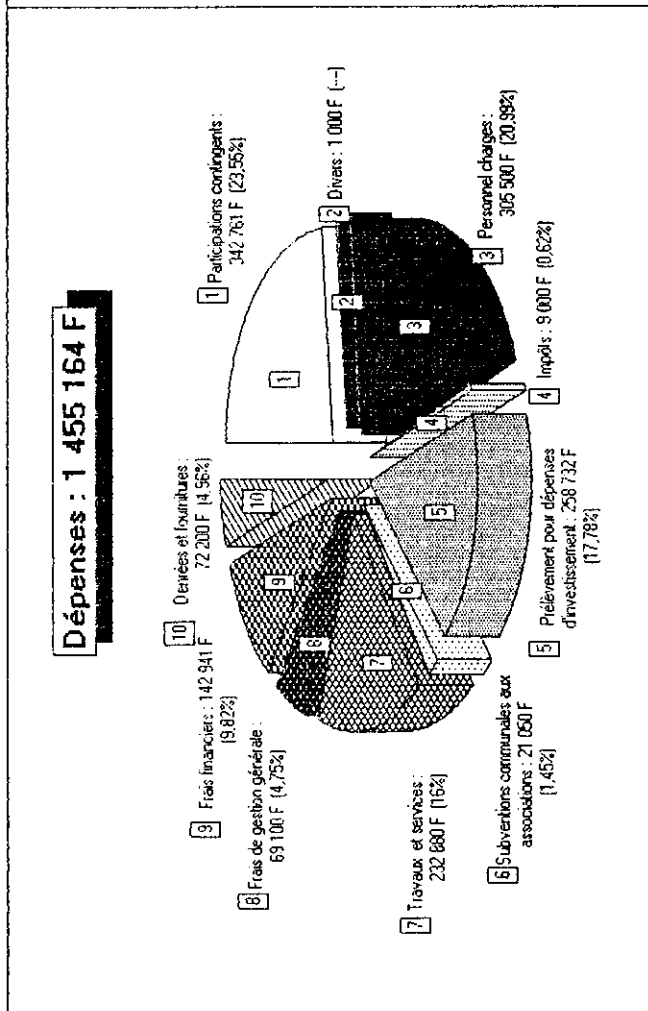 Dépenses : 1 455 164 F
1 Participations contingents :
342 761 F (23,55%)
2 Divers : 1 000 F (---)
3 Personnel charges :
305 500 F (20,99%)
4 Impôts : 9 000 F (0,62%)
5 Prélèvement pour dépenses
d'investissement : 258 732 F
(17,78%)
6 Subventions communales aux
associations : 21 050 F
(1,45%)
7 Travaux et services :
232 880 F (16%)
8 Frais de gestion générale :
69 100 F (4,75%)
9 Frais financiers : 142 941 F
(9,82%)
10 Denrées et fournitures :
72 200 F (4,96%)
1
2
3
4
5
6
7
8
9
10